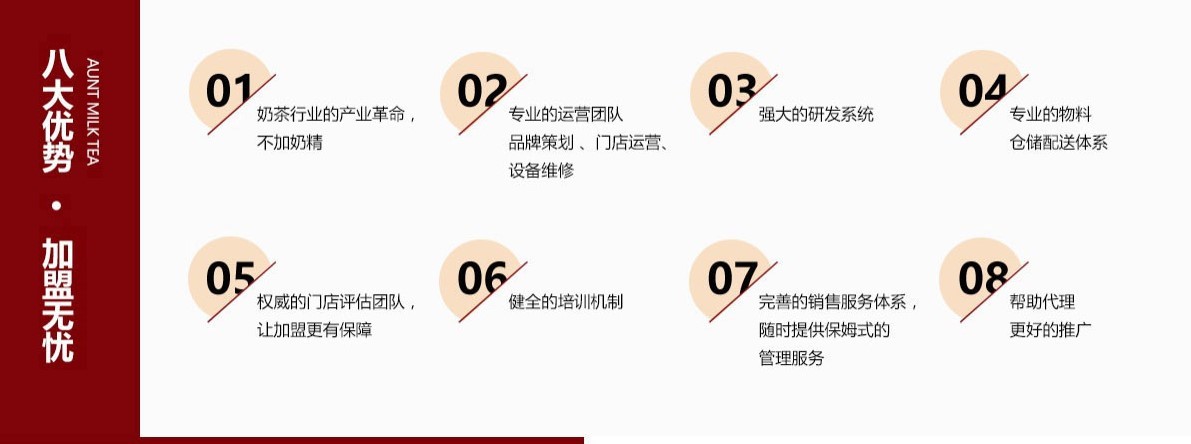 八大优势 · 加盟无忧
AUNT MILK TEA
01
奶茶行业的产业革命，
不加奶精
02
专业的运营团队
品牌策划 、门店运营、
设备维修
03
强大的研发系统
04
专业的物料
仓储配送体系
05
权威的门店评估团队，
让加盟更有保障
06
健全的培训机制
07
完善的销售服务体系，
随时提供保姆式的
管理服务
08
帮助代理
更好的推广